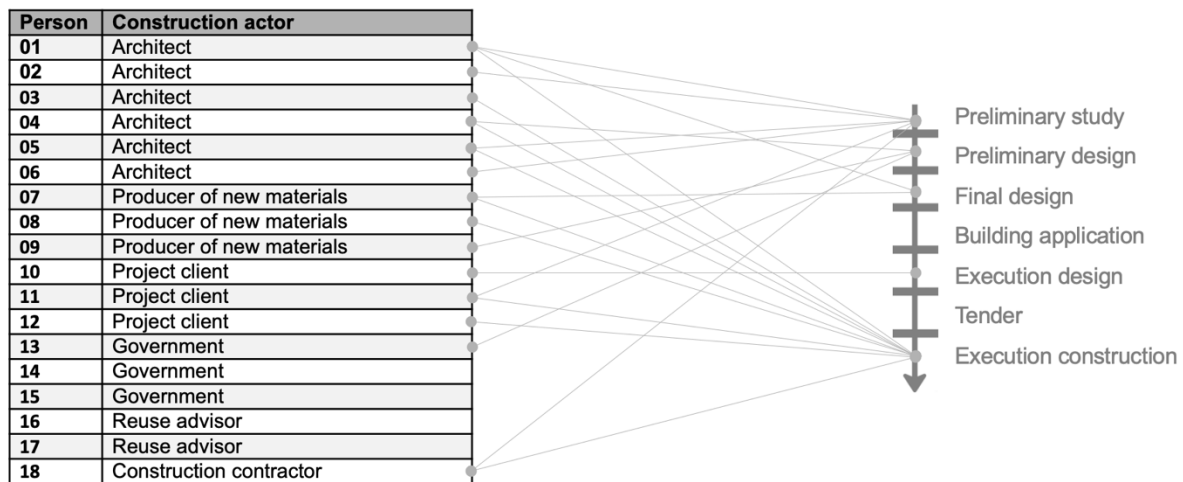 Person Construction actor
01 Architect
02 Architect
03 Architect
04 Architect
05 Architect
06 Architect
07 Producer of new materials
08 Producer of new materials
09 Producer of new materials
10 Project client
11 Project client
12 Project client
13 Government
14 Government
15 Government
16 Reuse advisor
17 Reuse advisor
18 Construction contractor
Preliminary study
Preliminary design
Final design
Building application
Execution design
Tender
Execution construction